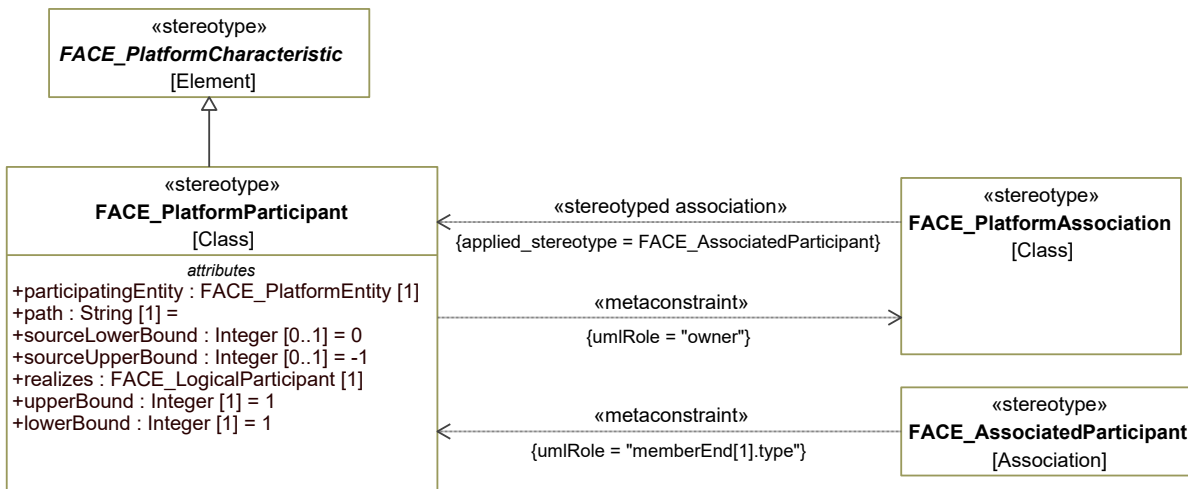 «stereotype»
FACE_PlatformCharacteristic
[Element]
«stereotype»
FACE_PlatformParticipant
[Class]
attributes
+participatingEntity : FACE_PlatformEntity [1]
+path : String [1] =
+sourceLowerBound : Integer [0..1] = 0
+sourceUpperBound : Integer [0..1] = -1
+realizes : FACE_LogicalParticipant [1]
+upperBound : Integer [1] = 1
+lowerBound : Integer [1] = 1
«stereotyped association»
{applied_stereotype = FACE_AssociatedParticipant}
«metaconstraint»
{umlRole = "owner"}
«metaconstraint»
{umlRole = "memberEnd[1].type"}
«stereotype»
FACE_PlatformAssociation
[Class]
«stereotype»
FACE_AssociatedParticipant
[Association]